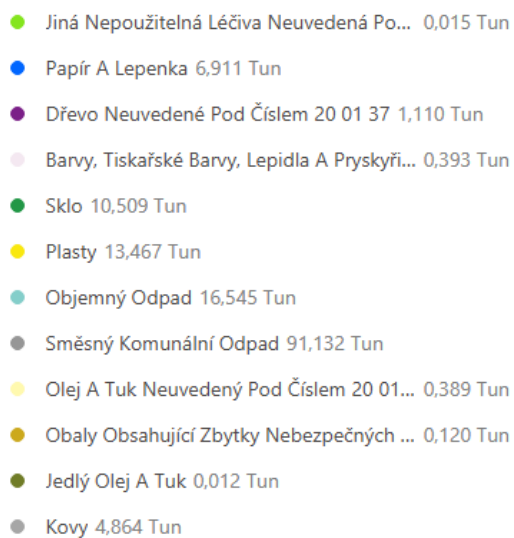 Jiná Nepoužitelná Léčiva Neuvedená Po... 0,015 Tun
Papír A Lepenka 6,911 Tun
Dřevo Neuvedené Pod Číslem 20 01 37 1,110 Tun
Barvy, Tiskařské Barvy, Lepidla A Pryskyři... 0,393 Tun
Sklo 10,509 Tun
Plasty 13,467 Tun
Objemný Odpad 16,545 Tun
Směsný Komunální Odpad 91,132 Tun
Olej A Tuk Neuvedený Pod Číslem 20 01... 0,389 Tun
Obaly Obsahující Zbytky Nebezpečných ... 0,120 Tun
Jedlý Olej A Tuk 0,012 Tun
Kovy 4,864 Tun